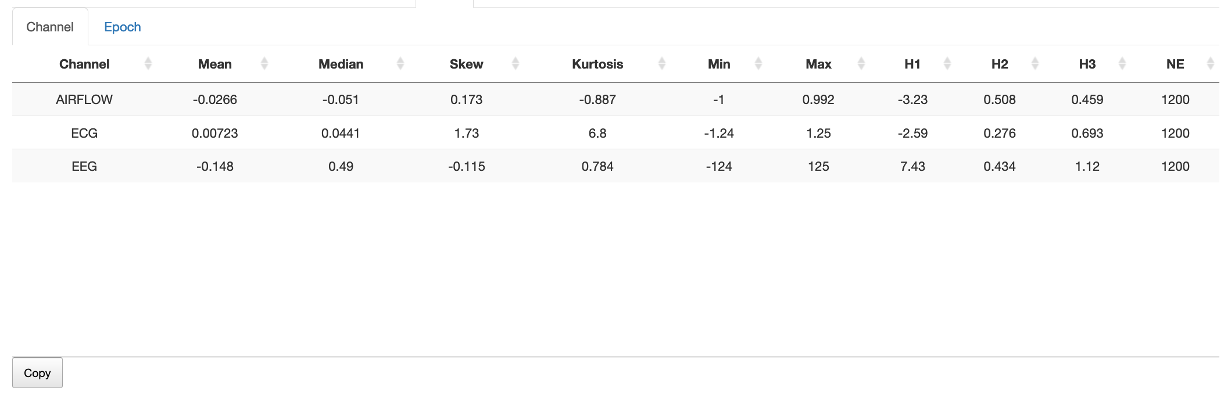 Channel Epoch
Channel Mean Median Skew Kurtosis Min Max H1 H2 H3 NE
AIRFLOW -0.0266 -0.051 0.173 -0.887 -1 0.992 -3.23 0.508 0.459 1200
ECG 0.00723 0.0441 1.73 6.8 -1.24 1.25 -2.59 0.276 0.693 1200
EEG -0.148 0.49 -0.115 0.784 -124 125 7.43 0.434 1.12 1200
Copy